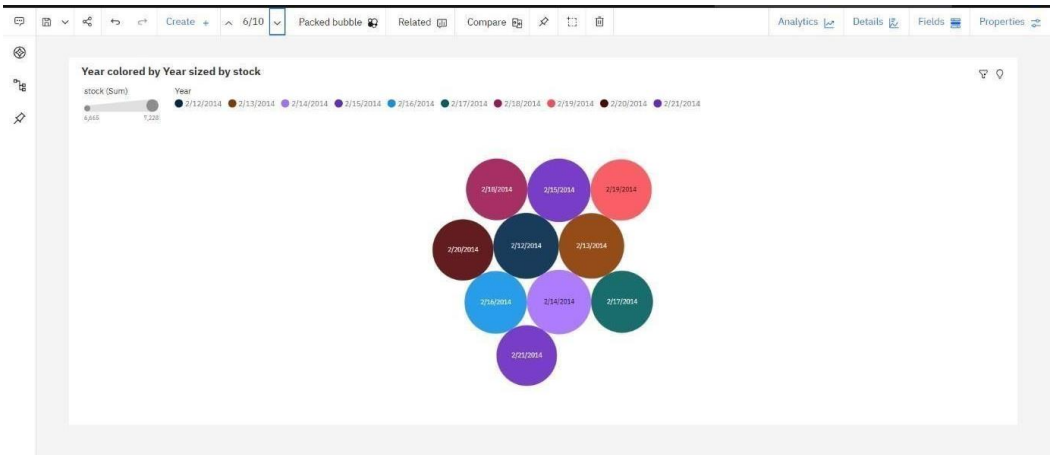 Create + 6/10 Packed bubble Related Compare Analytics Details Fields Properties
Year colored by Year sized by stock
stock (Sum) Year
2/12/2014 2/13/2014 2/14/2014 2/15/2014 2/16/2014 2/17/2014 2/18/2014 2/19/2014 2/20/2014 2/21/2014
2/18/2014 2/15/2014 2/19/2014
2/20/2014 2/12/2014 2/13/2014
2/16/2014 2/14/2014 2/17/2014
2/21/2014